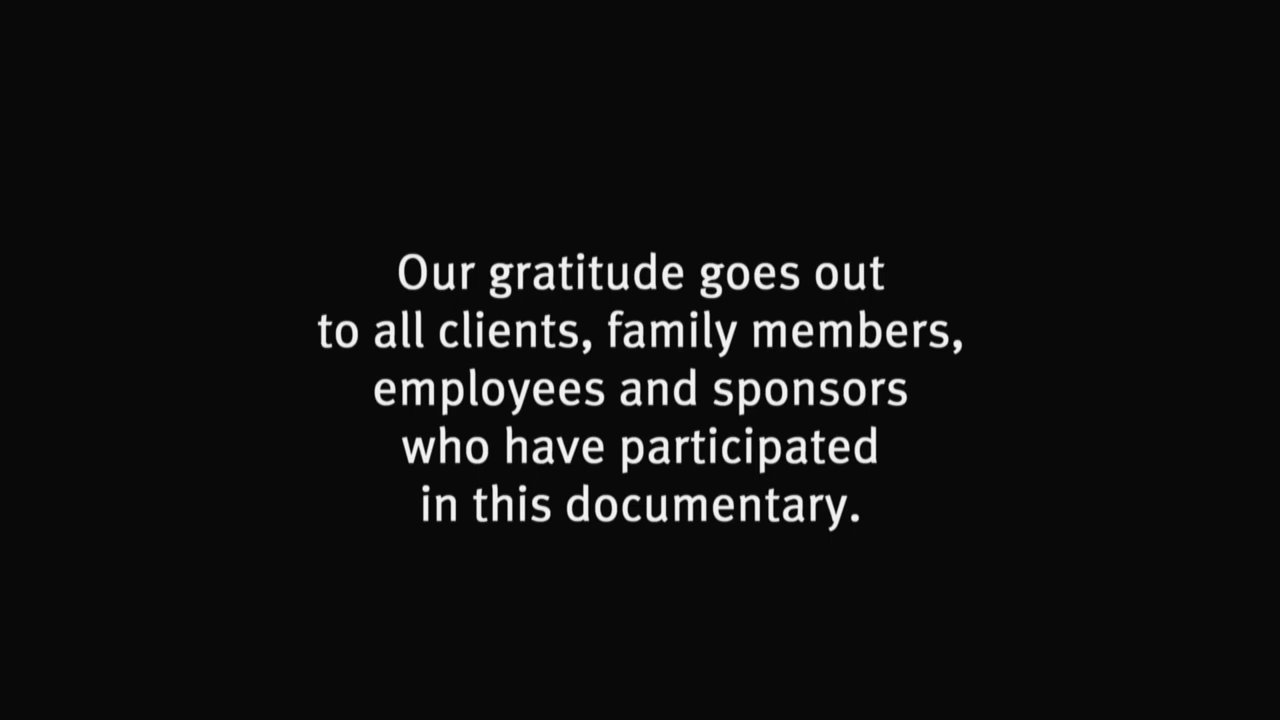 Our gratitude goes out
to all clients, family members,
employees and sponsors
who have participated
in this documentary.